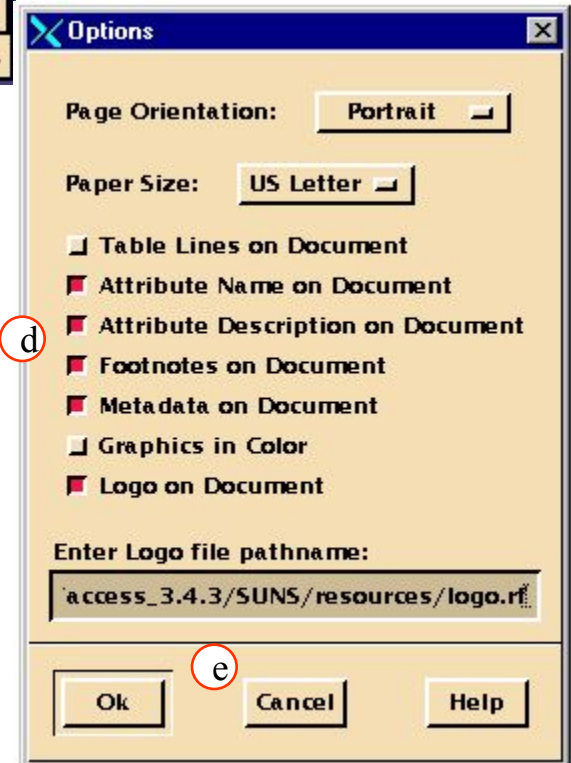 Options
Page Orientation: Portrait
Paper Size: US Letter
Table Lines on Document
Attribute Name on Document
d Attribute Description on Document
Footnotes on Document
Metadata on Document
Graphics in Color
Logo on Document
Enter Logo file pathname:
access_3.4.3/SUNS/resources/logo.rf
e
Ok Cancel Help